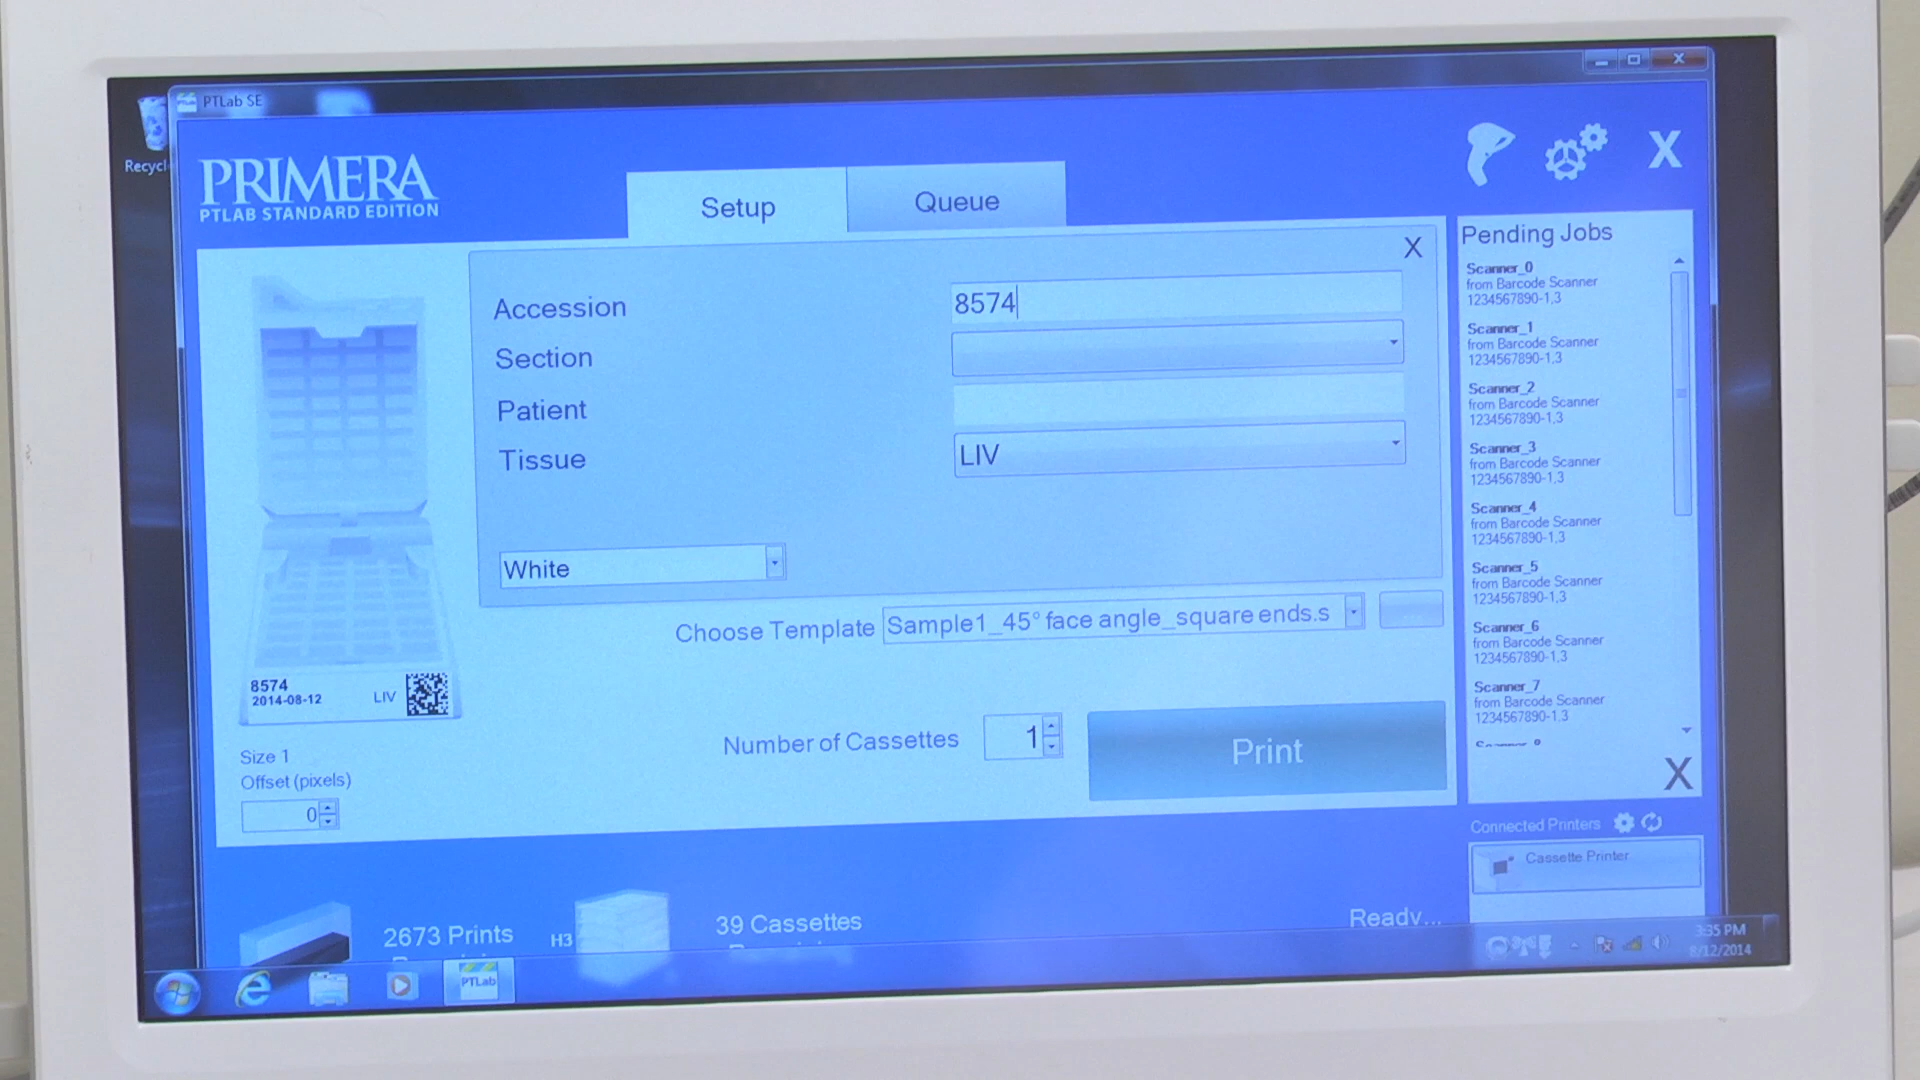 PTLab SE
PRIMERA
PTLAB STANDARD EDITION
Setup
Queue
X
X
Accession
8574
Section
Patient
Tissue
LIV
White
Choose Template
Sample1_45° face angle_square ends.s
8574
2014-08-12
LIV
Size 1
Offset (pixels)
0
Number of Cassettes
1
Print
Pending Jobs
Scanner_0
from Barcode Scanner
1234567890-1,3
Scanner_1
from Barcode Scanner
1234567890-1,3
Scanner_2
from Barcode Scanner
1234567890-1,3
Scanner_3
from Barcode Scanner
1234567890-1,3
Scanner_4
from Barcode Scanner
1234567890-1,3
Scanner_5
from Barcode Scanner
1234567890-1,3
Scanner_6
from Barcode Scanner
1234567890-1,3
Scanner_7
from Barcode Scanner
1234567890-1,3
X
Connected Printers
Cassette Printer
2673 Prints
H3
39 Cassettes
Ready...
PTLab
3:35 PM
8/12/2014